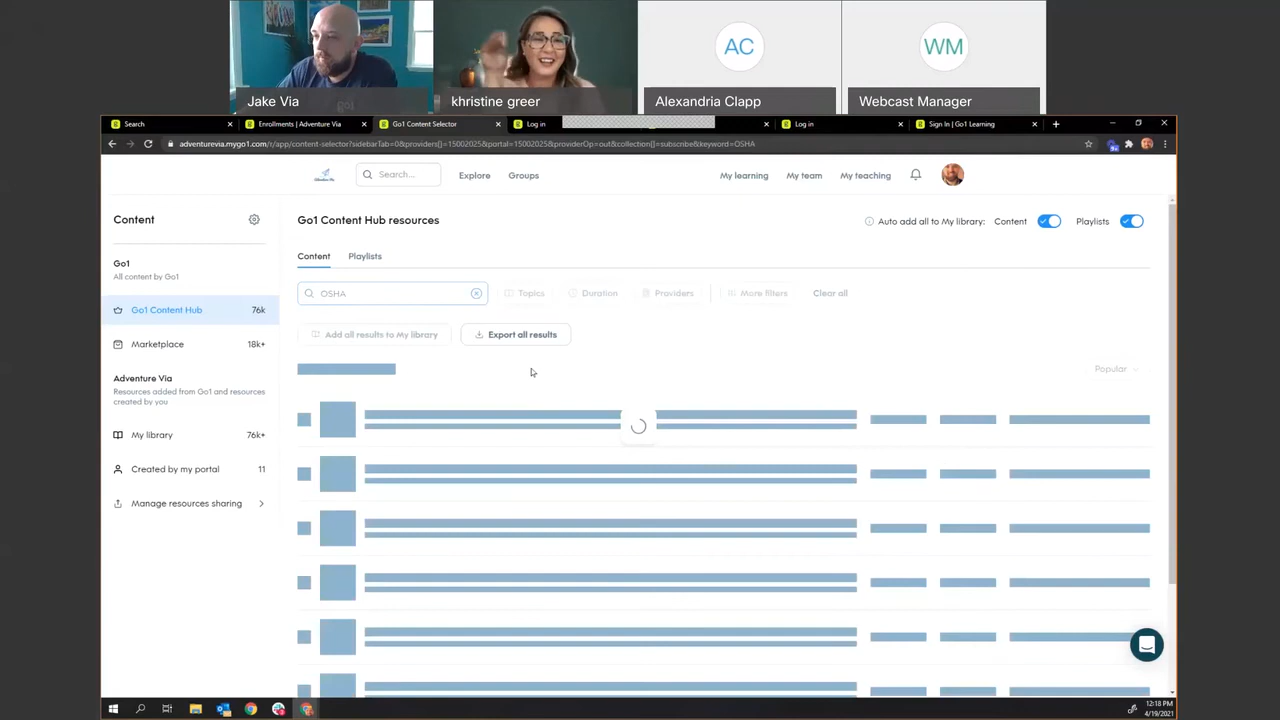 AC
WM
Jake Via
go1
khristine greer
Alexandria Clapp
Webcast Manager
Search
Enrollments | Adventure Via
Go1 Content Selector
Log in
Log in
Sign In | Go1 Learning
adventurevia.mygo1.com/r/app/content-selector?sidebarTab=0&providers[]=15002025&portal=15002025&providerOp=out&collection[]=subscribe&keyword=OSHA
Search...
Explore
Groups
My learning
My team
My teaching
Content
Go1 Content Hub resources
Auto add all to My library:
Content
Playlists
Content
Playlists
Go1
All content by Go1
Go1 Content Hub
76k
Marketplace
18k+
Adventure Via
Resources added from Go1 and resources
created by you
My library
76k+
Created by my portal
11
Manage resources sharing
OSHA
Topics
Duration
Providers
More filters
Clear all
Add all results to My library
Export all results
Popular
12:18 PM
4/19/2021